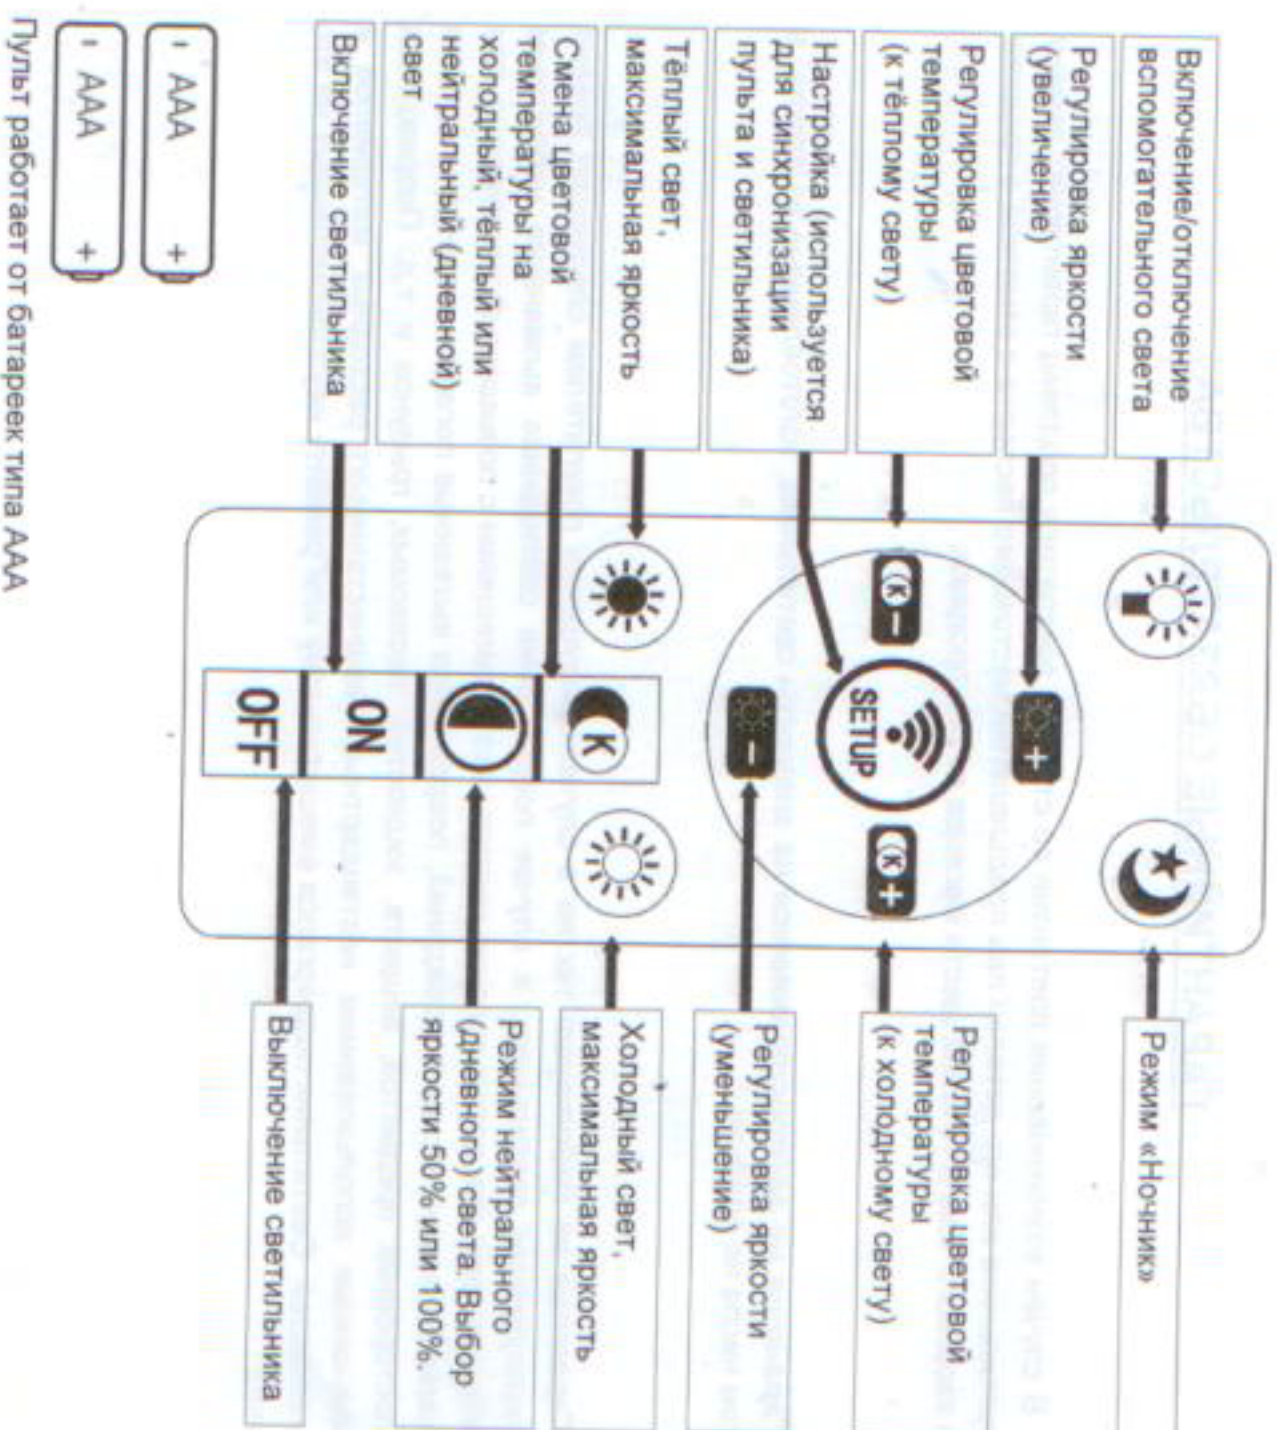 Включение/отключение
вспомогательного света
Регулировка яркости
(увеличение)
Регулировка цветовой
температуры
(к тёплому свету)
Настройка (используется
для синхронизации
пульта и светильника)
Тёплый свет,
максимальная яркость
Смена цветовой
температуры на
холодный, тёплый или
нейтральный (дневной)
свет
Включение светильника
+
K -
SETUP
K +
-
K
ON
OFF
Режим «Ночник»
Регулировка цветовой
температуры
(к холодному свету)
Регулировка яркости
(уменьшение)
Холодный свет,
максимальная яркость
Режим нейтрального
(дневного) света. Выбор
яркости 50% или 100%.
Выключение светильника
- AAA +
- AAA +
Пульт работает от батареек типа ААА